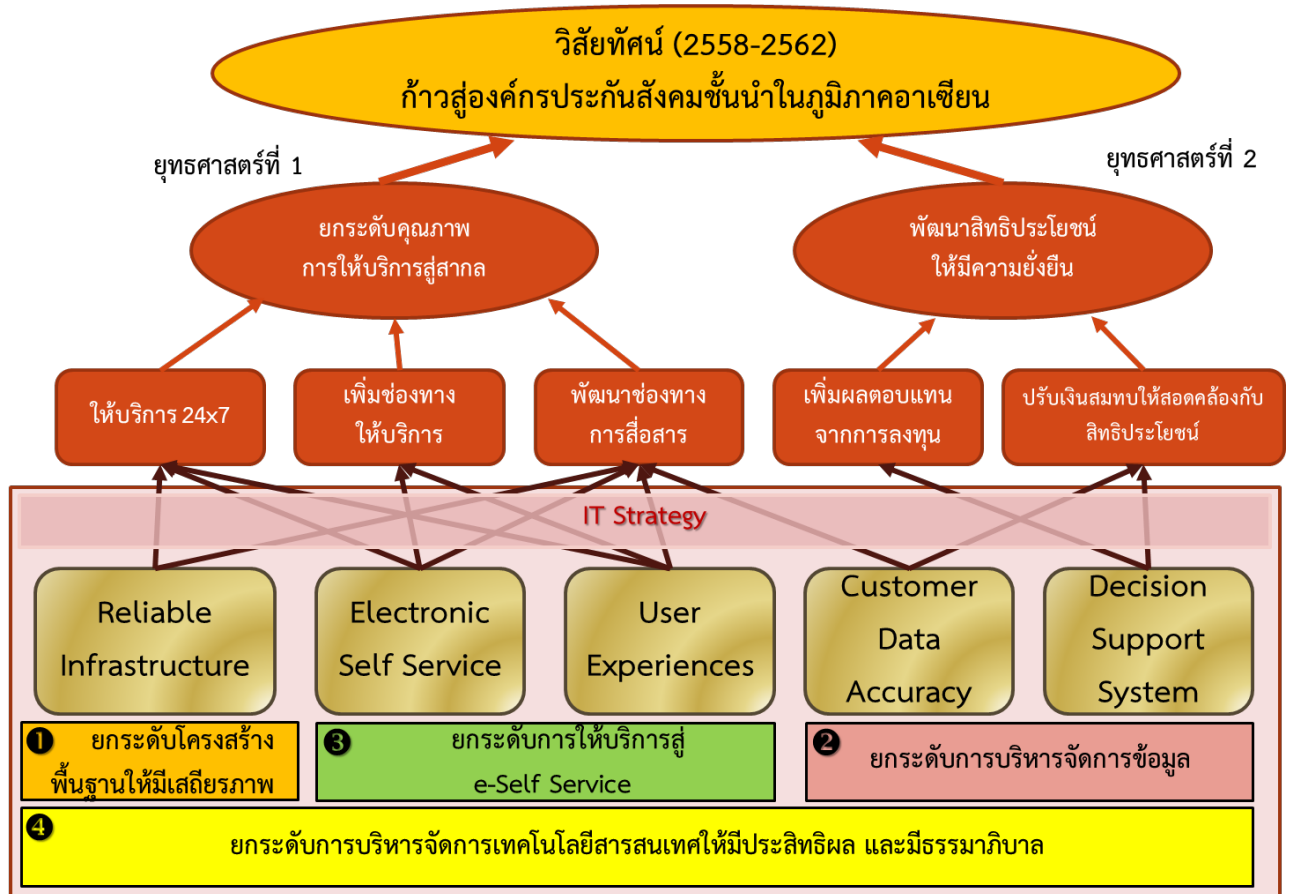 วิสัยทัศน์ (2558-2562)
ก้าวสู่องค์กรประกันสังคมชั้นนำในภูมิภาคอาเซียน
ยุทธศาสตร์ที่ 1
ยุทธศาสตร์ที่ 2
ยกระดับคุณภาพ
การให้บริการสู่สากล
พัฒนาสิทธิประโยชน์
ให้มีความยั่งยืน
ให้บริการ 24x7
เพิ่มช่องทาง
ให้บริการ
พัฒนาช่องทาง
การสื่อสาร
เพิ่มผลตอบแทน
จากการลงทุน
ปรับเงินสมทบให้สอดคล้องกับ
สิทธิประโยชน์
IT Strategy
Reliable
Infrastructure
Electronic
Self Service
User
Experiences
Customer
Data
Accuracy
Decision
Support
System
❶ ยกระดับโครงสร้าง
พื้นฐานให้มีเสถียรภาพ
❸ ยกระดับการให้บริการสู่
e-Self Service
❷ ยกระดับการบริหารจัดการข้อมูล
❹ ยกระดับการบริหารจัดการเทคโนโลยีสารสนเทศให้มีประสิทธิผล และมีธรรมาภิบาล